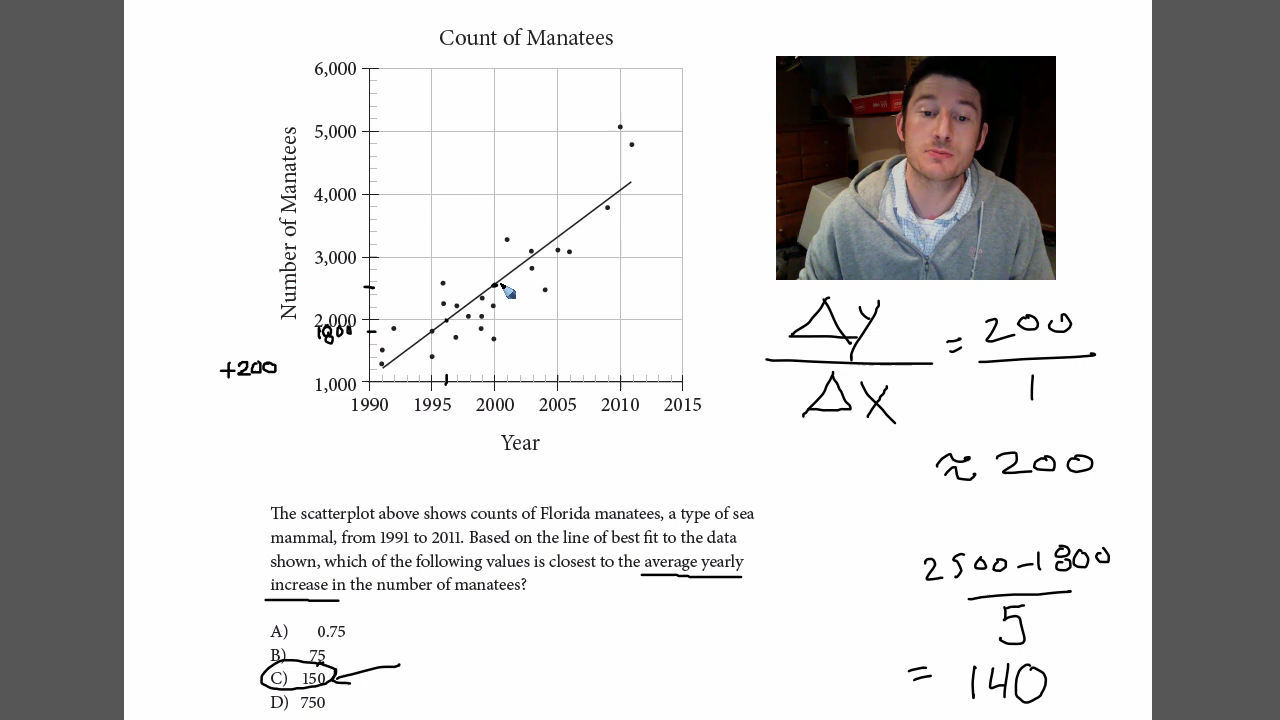 Count of Manatees
6,000
5,000
4,000
3,000
2,000
1800
+200
1,000
Number of Manatees
1990 1995 2000 2005 2010 2015
Year
Δy = 200
Δx 1
≈ 200
The scatterplot above shows counts of Florida manatees, a type of sea
mammal, from 1991 to 2011. Based on the line of best fit to the data
shown, which of the following values is closest to the average yearly
increase in the number of manatees?
A) 0.75
B) 75
C) 150
D) 750
2500-1800
5
= 140